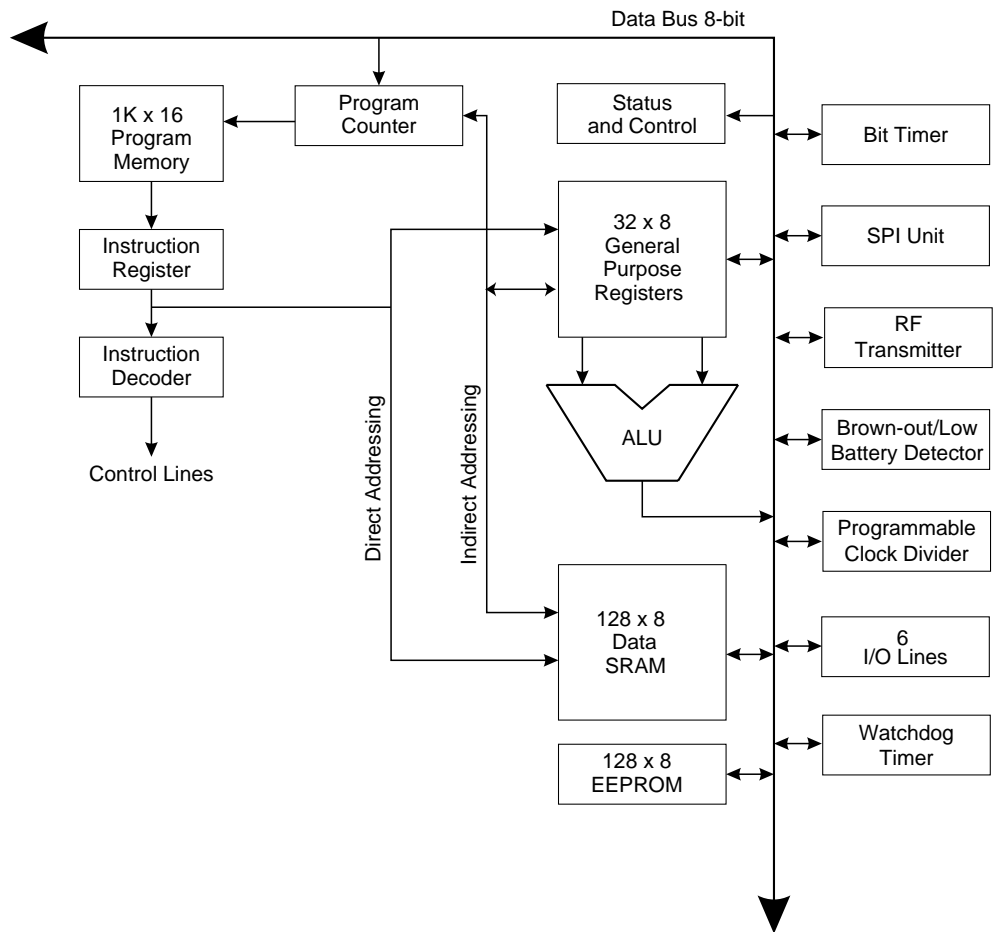 Data Bus 8-bit
1K x 16
Program
Memory
Program
Counter
Status
and Control
Bit Timer
32 x 8
General
Purpose
Registers
SPI Unit
Instruction
Register
RF
Transmitter
Instruction
Decoder
ALU
Brown-out/Low
Battery Detector
Control Lines
Direct Addressing
Indirect Addressing
Programmable
Clock Divider
128 x 8
Data
SRAM
6
I/O Lines
Watchdog
Timer
128 x 8
EEPROM